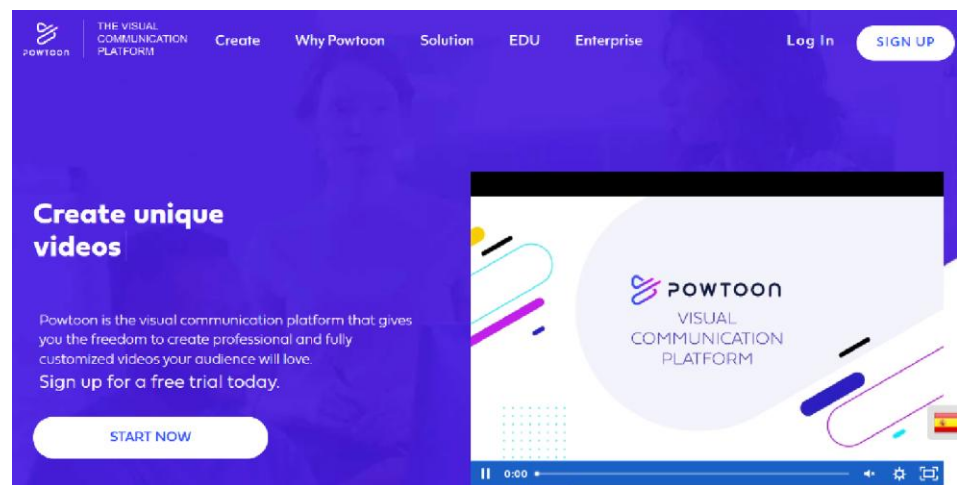 POWTOON
THE VISUAL
COMMUNICATION
PLATFORM
Create
Why Powtoon
Solution
EDU
Enterprise
Log In
SIGN UP
Create unique
videos
Powtoon is the visual communication platform that gives
you the freedom to create professional and fully
customized videos your audience will love.
Sign up for a free trial today.
START NOW
POWTOON
VISUAL
COMMUNICATION
PLATFORM
0:00